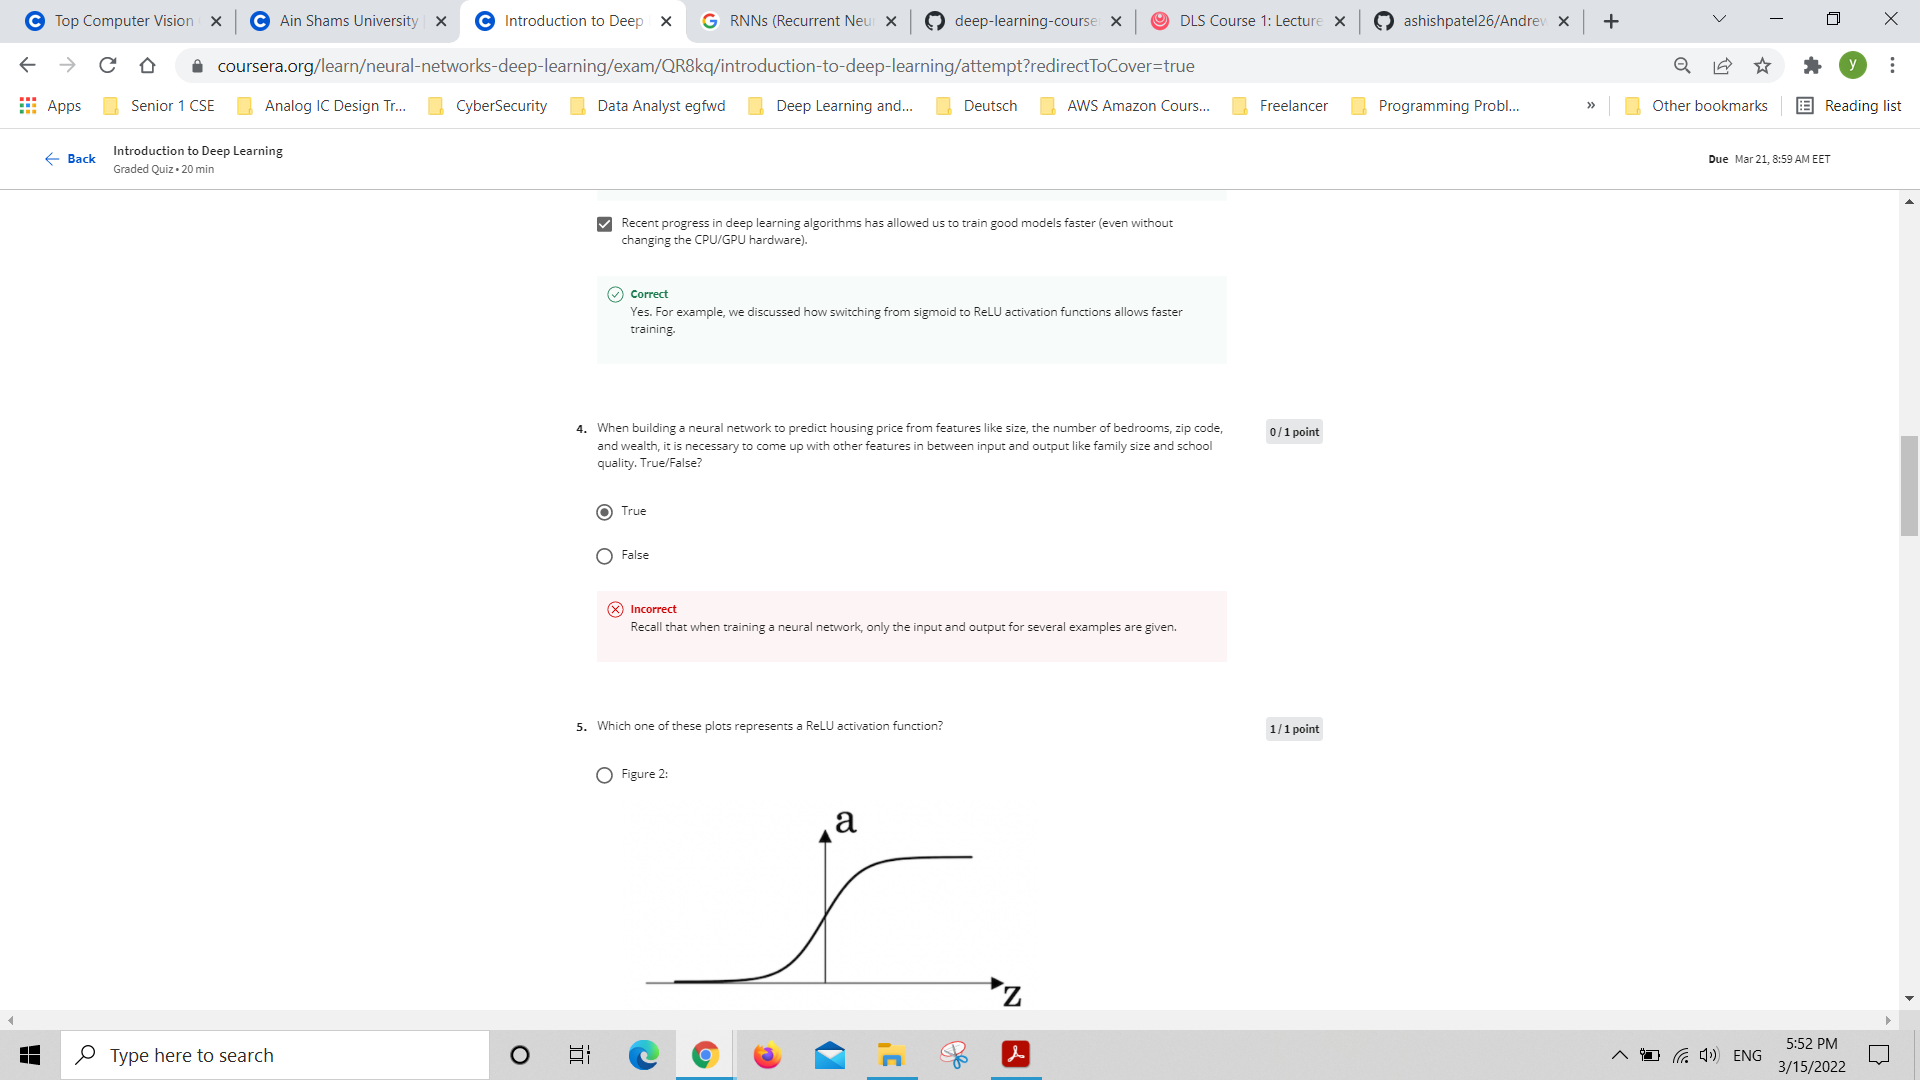 Top Computer Vision
Ain Shams University
Introduction to Deep
RNNs (Recurrent Neu
deep-learning-course
DLS Course 1: Lecture
ashishpatel26/Andrew
coursera.org/learn/neural-networks-deep-learning/exam/QR8kq/introduction-to-deep-learning/attempt?redirectToCover=true
y
Apps
Senior 1 CSE
Analog IC Design Tr...
CyberSecurity
Data Analyst egfwd
Deep Learning and...
Deutsch
AWS Amazon Cours...
Freelancer
Programming Probl...
»
Other bookmarks
Reading list
Back
Introduction to Deep Learning
Graded Quiz • 20 min
Due Mar 21, 8:59 AM EET
Recent progress in deep learning algorithms has allowed us to train good models faster (even without
changing the CPU/GPU hardware).
Correct
Yes. For example, we discussed how switching from sigmoid to ReLU activation functions allows faster
training.
4. When building a neural network to predict housing price from features like size, the number of bedrooms, zip code,
and wealth, it is necessary to come up with other features in between input and output like family size and school
quality. True/False?
0 / 1 point
True
False
Incorrect
Recall that when training a neural network, only the input and output for several examples are given.
5. Which one of these plots represents a ReLU activation function?
1 / 1 point
Figure 2:
a
z
Type here to search
ENG
5:52 PM
3/15/2022